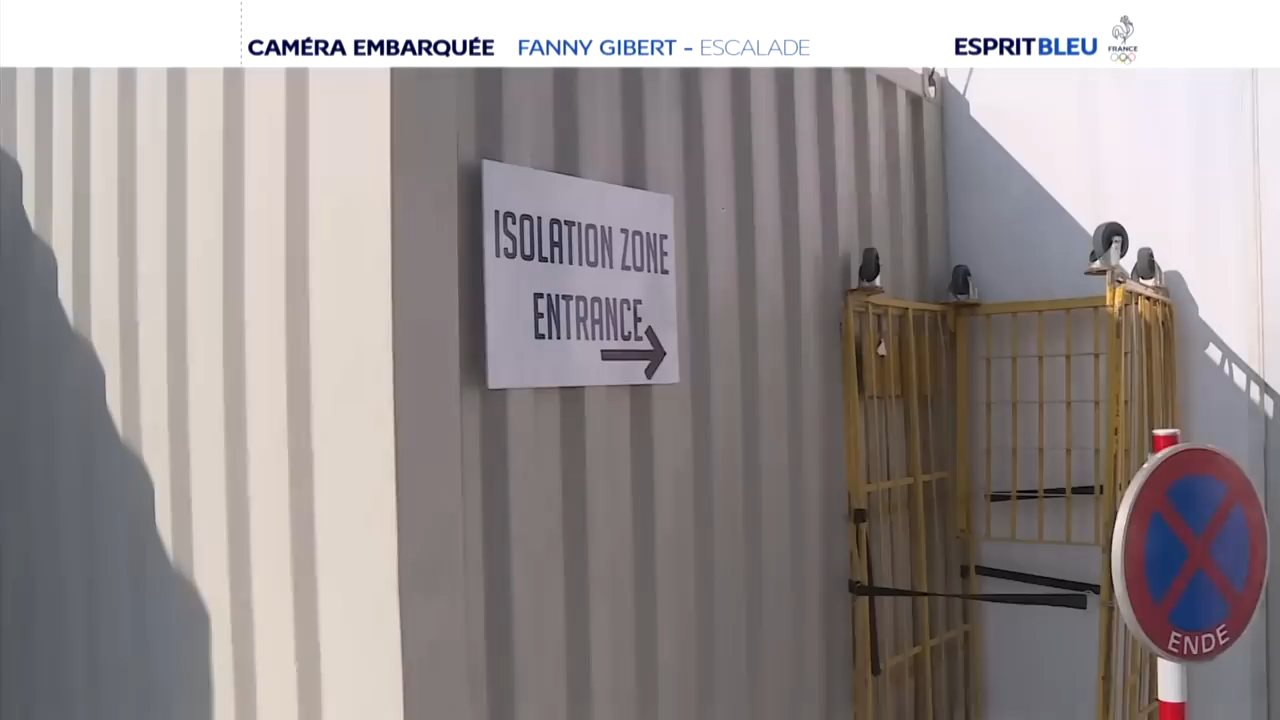 CAMÉRA EMBARQUÉE FANNY GIBERT - ESCALADE
ESPRITBLEU
FRANCE
ISOLATION ZONE
ENTRANCE
ENDE